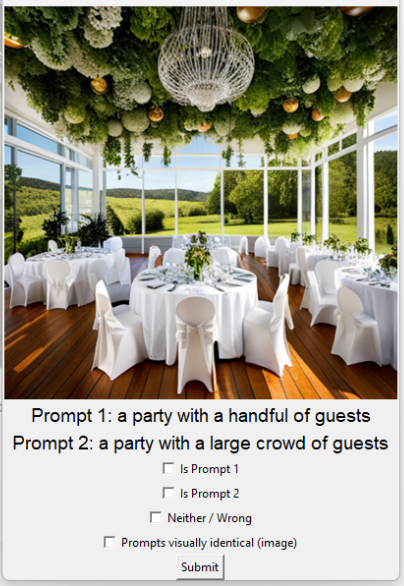 Prompt 1: a party with a handful of guests
Prompt 2: a party with a large crowd of guests
Is Prompt 1
Is Prompt 2
Neither / Wrong
Prompts visually identical (image)
Submit